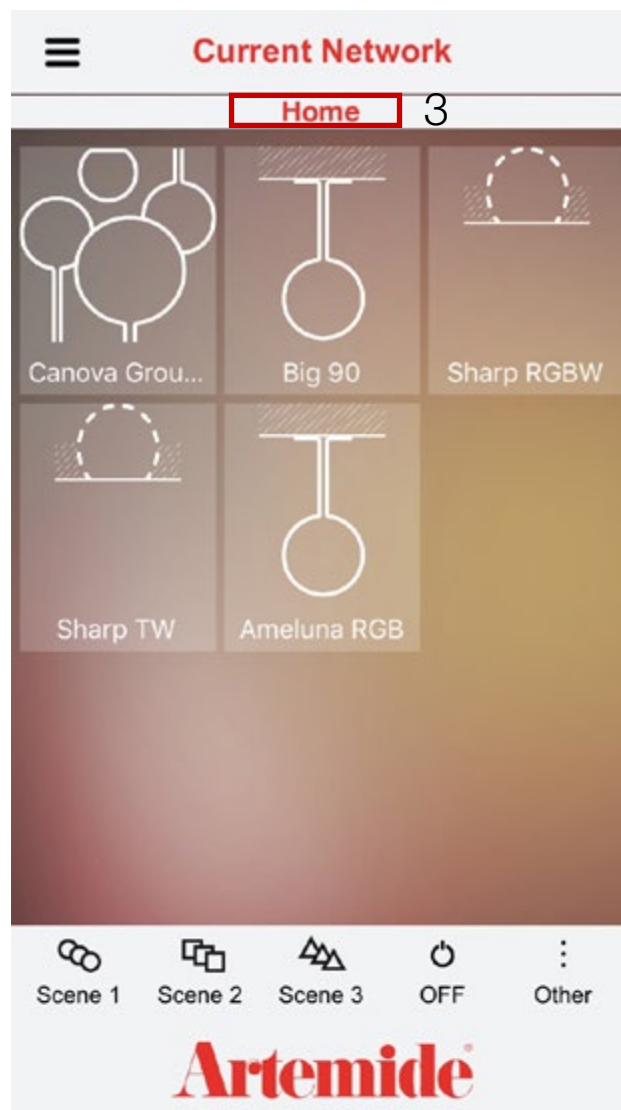 Current Network
Home 3
Canova Grou... Big 90 Sharp RGBW
Sharp TW Ameluna RGB
Scene 1 Scene 2 Scene 3 OFF Other
Artemide®